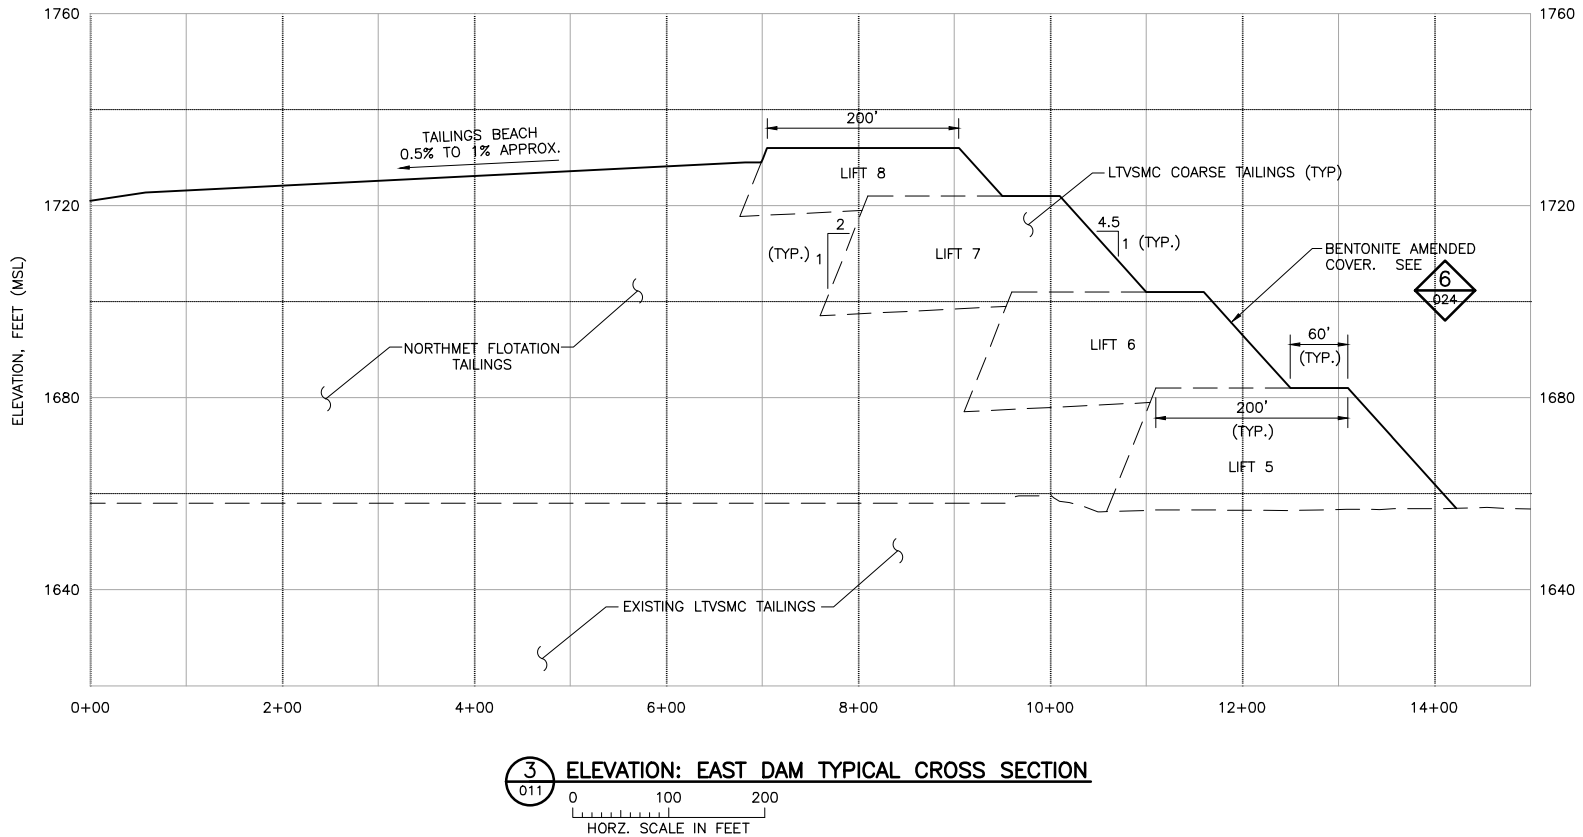 1760
1760
200'
TAILINGS BEACH
0.5% TO 1% APPROX.
LIFT 8
LTVSMC COARSE TAILINGS (TYP)
1720
1720
2
(TYP.) 1
4.5
1 (TYP.)
LIFT 7
BENTONITE AMENDED
COVER. SEE
6
024
ELEVATION, FEET (MSL)
NORTHMET FLOTATION
TAILINGS
LIFT 6
60'
(TYP.)
1680
1680
200'
(TYP.)
LIFT 5
1640
1640
EXISTING LTVSMC TAILINGS
0+00 2+00 4+00 6+00 8+00 10+00 12+00 14+00
3
011
ELEVATION: EAST DAM TYPICAL CROSS SECTION
0 100 200
HORZ. SCALE IN FEET